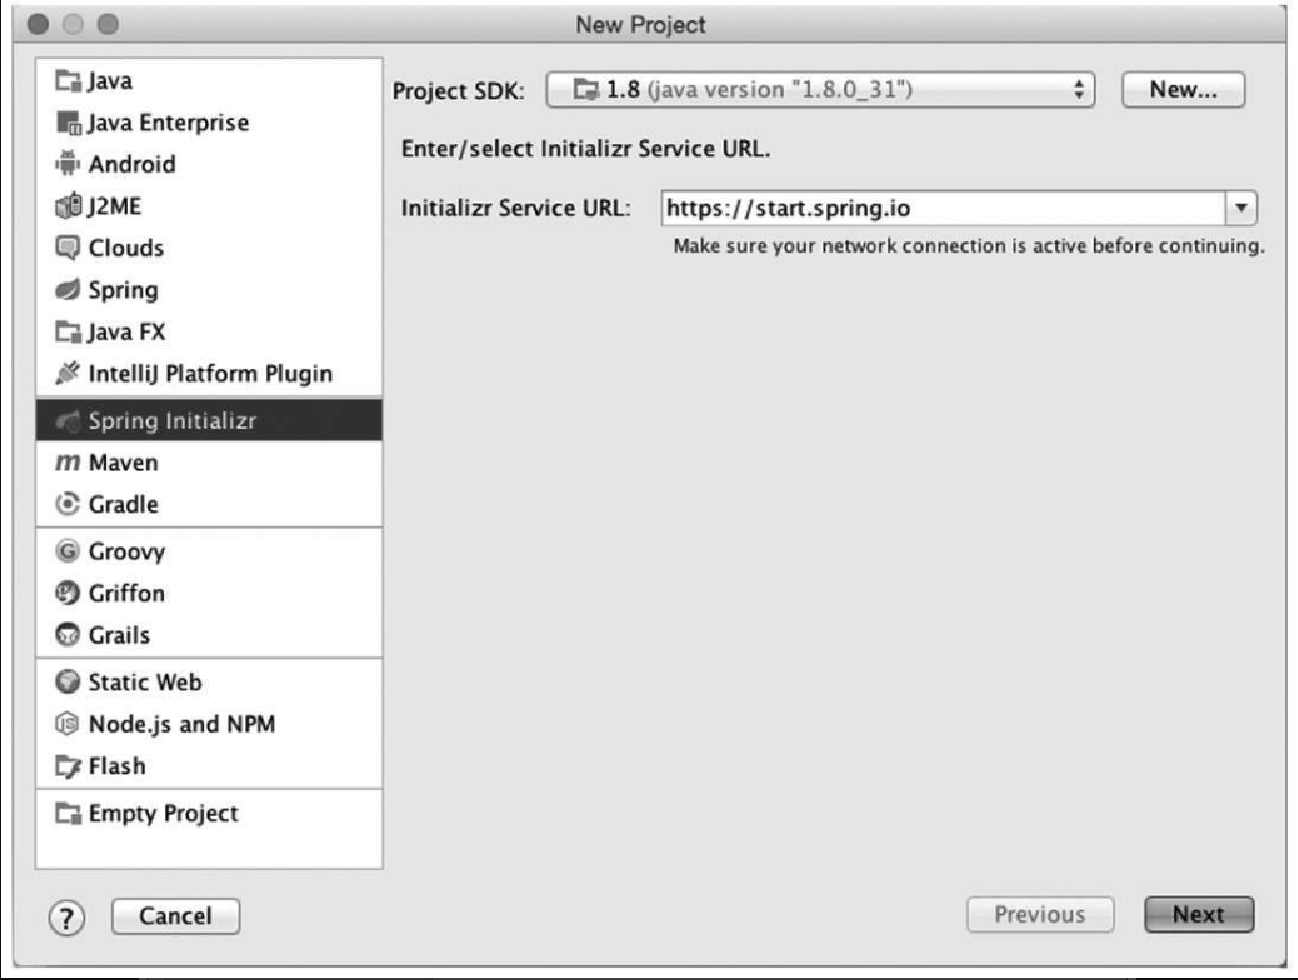 New Project
Java
Java Enterprise
Android
J2ME
Clouds
Spring
Java FX
IntelliJ Platform Plugin
Spring Initializr
m Maven
Gradle
G Groovy
Griffon
Grails
Static Web
JS Node.js and NPM
Flash
Empty Project
Project SDK: 1.8 (java version "1.8.0_31") New...
Enter/select Initializr Service URL.
Initializr Service URL: https://start.spring.io
Make sure your network connection is active before continuing.
? Cancel Previous Next